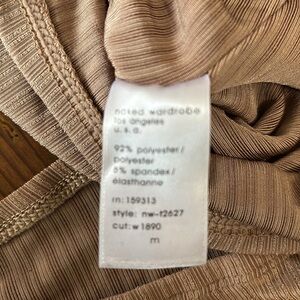 naked wardrobe
los angeles
u.s.a.
92% polyester/
polyester
8% spandex/
élasthanne
rn: 159313
style: nw-t2627
cut: w1890
m